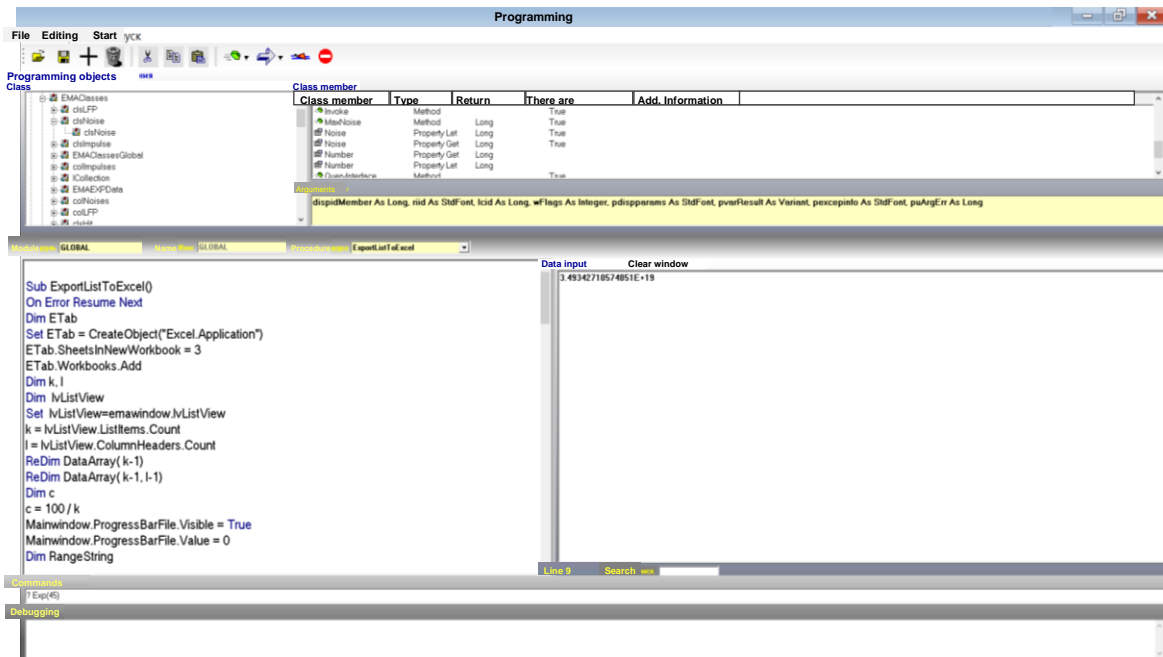 Programming
File Editing Start уск
Programming objects
Class
Class member
EMAClasses
clsLFP
clsNoise
clsNoise
clsImpulse
EMAClassesGlobal
colImpulses
ICollection
EMAEXPData
colNoises
colLFP
clsHit
Class member Type Return There are Add. Information
Invoke Method True
MaxNoise Method Long True
Noise Property Let Long True
Noise Property Get Long True
Number Property Get Long
Number Property Let Long
QueryInterface Method True
Arguments
dispidMember As Long, riid As StdFont, lcid As Long, wFlags As Integer, pdispparams As StdFont, pvarResult As Variant, pexcepinfo As StdFont, puArgErr As Long
Module GLOBAL Name GLOBAL Procedure ExportListToExcel
Data input Clear window
3.49342710574851E+19
Sub ExportListToExcel()
On Error Resume Next
Dim ETab
Set ETab = CreateObject("Excel.Application")
ETab.SheetsInNewWorkbook = 3
ETab.Workbooks.Add
Dim k, l
Dim lvListView
Set lvListView=emawindow.lvListView
k = lvListView.ListItems.Count
l = lvListView.ColumnHeaders.Count
ReDim DataArray( k-1)
ReDim DataArray( k-1, l-1)
Dim c
c = 100 / k
Mainwindow.ProgressBarFile.Visible = True
Mainwindow.ProgressBarFile.Value = 0
Dim RangeString
Line 9 Search
Commands
? Exp(45)
Debugging